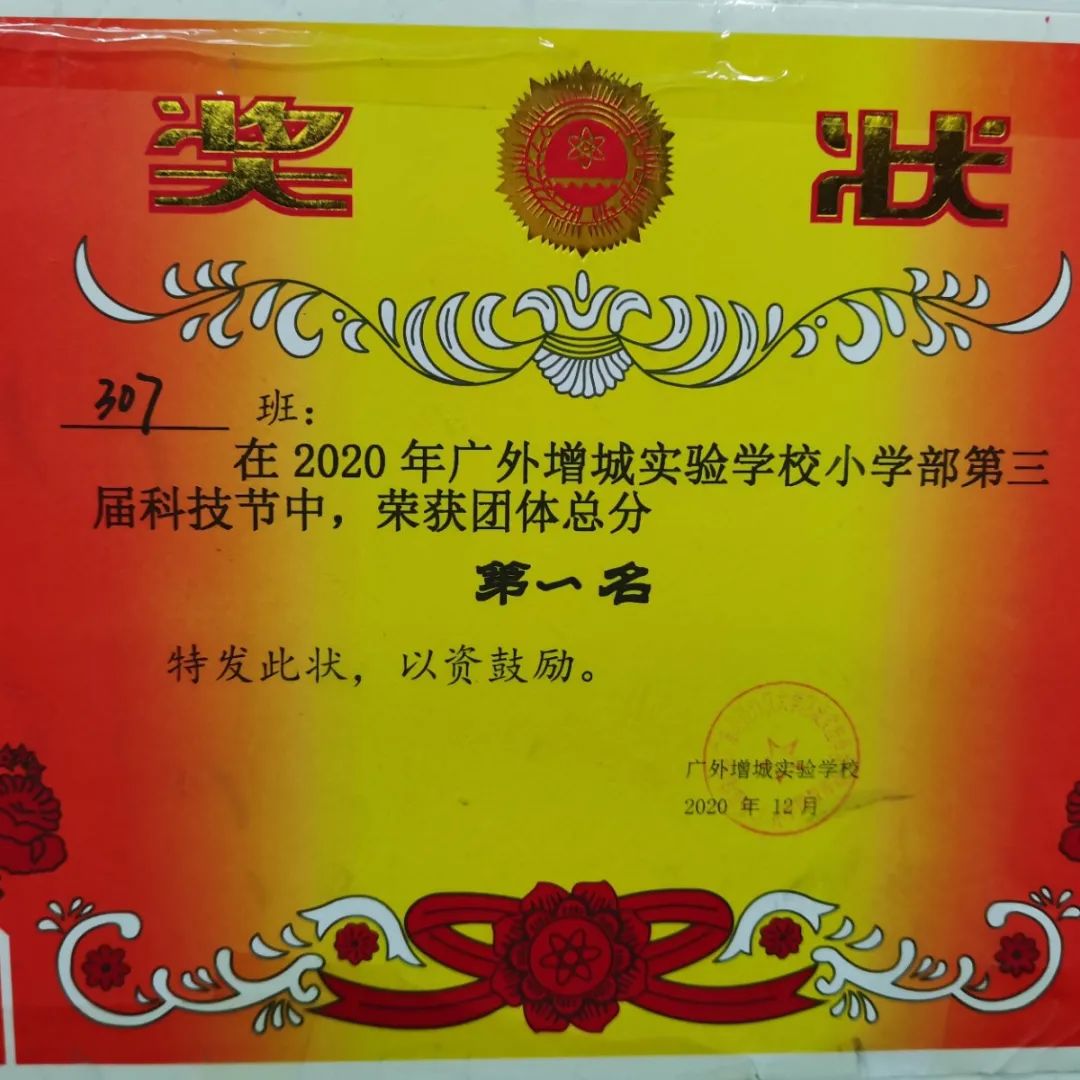 奖状
307 班：
在 2020 年广外增城实验学校小学部第三
届科技节中，荣获团体总分
第一名
特发此状，以资鼓励。
广外增城实验学校
2020 年 12 月